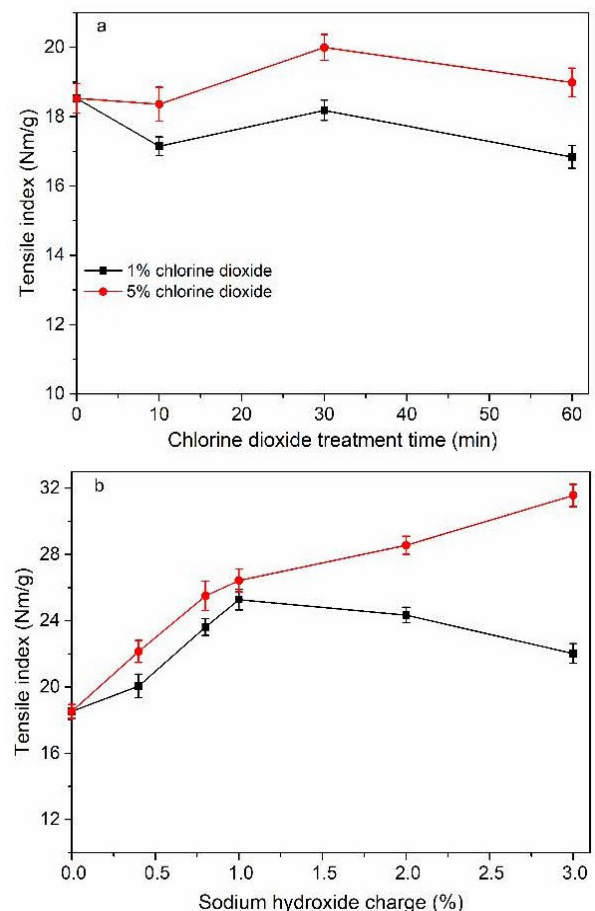 a
20
18
16
14
12
10
Tensile index (Nm/g)
1% chlorine dioxide
5% chlorine dioxide
0 10 20 30 40 50 60
Chlorine dioxide treatment time (min)
b
32
28
24
20
16
12
Tensile index (Nm/g)
0.0 0.5 1.0 1.5 2.0 2.5 3.0
Sodium hydroxide charge (%)